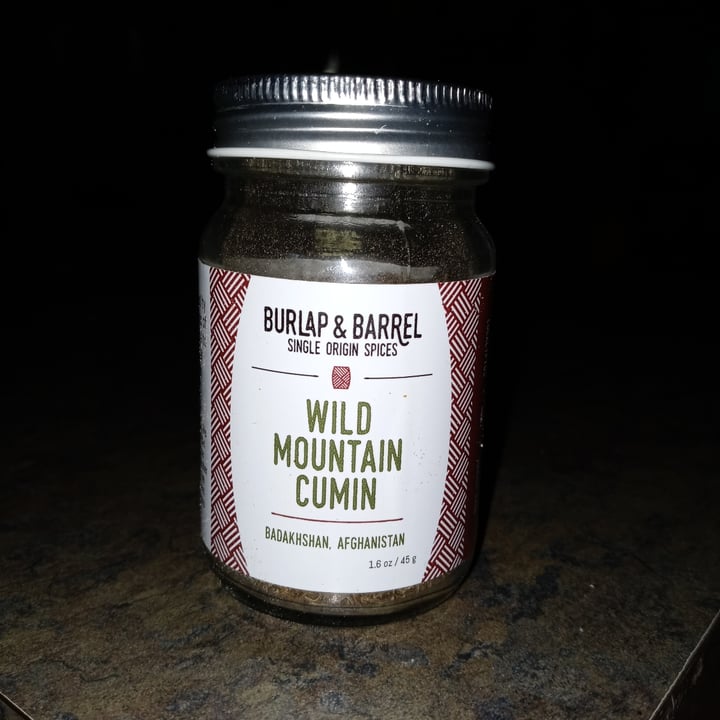 BURLAP & BARREL
SINGLE ORIGIN SPICES
WILD
MOUNTAIN
CUMIN
BADAKHSHAN, AFGHANISTAN
1.6 oz / 45 g